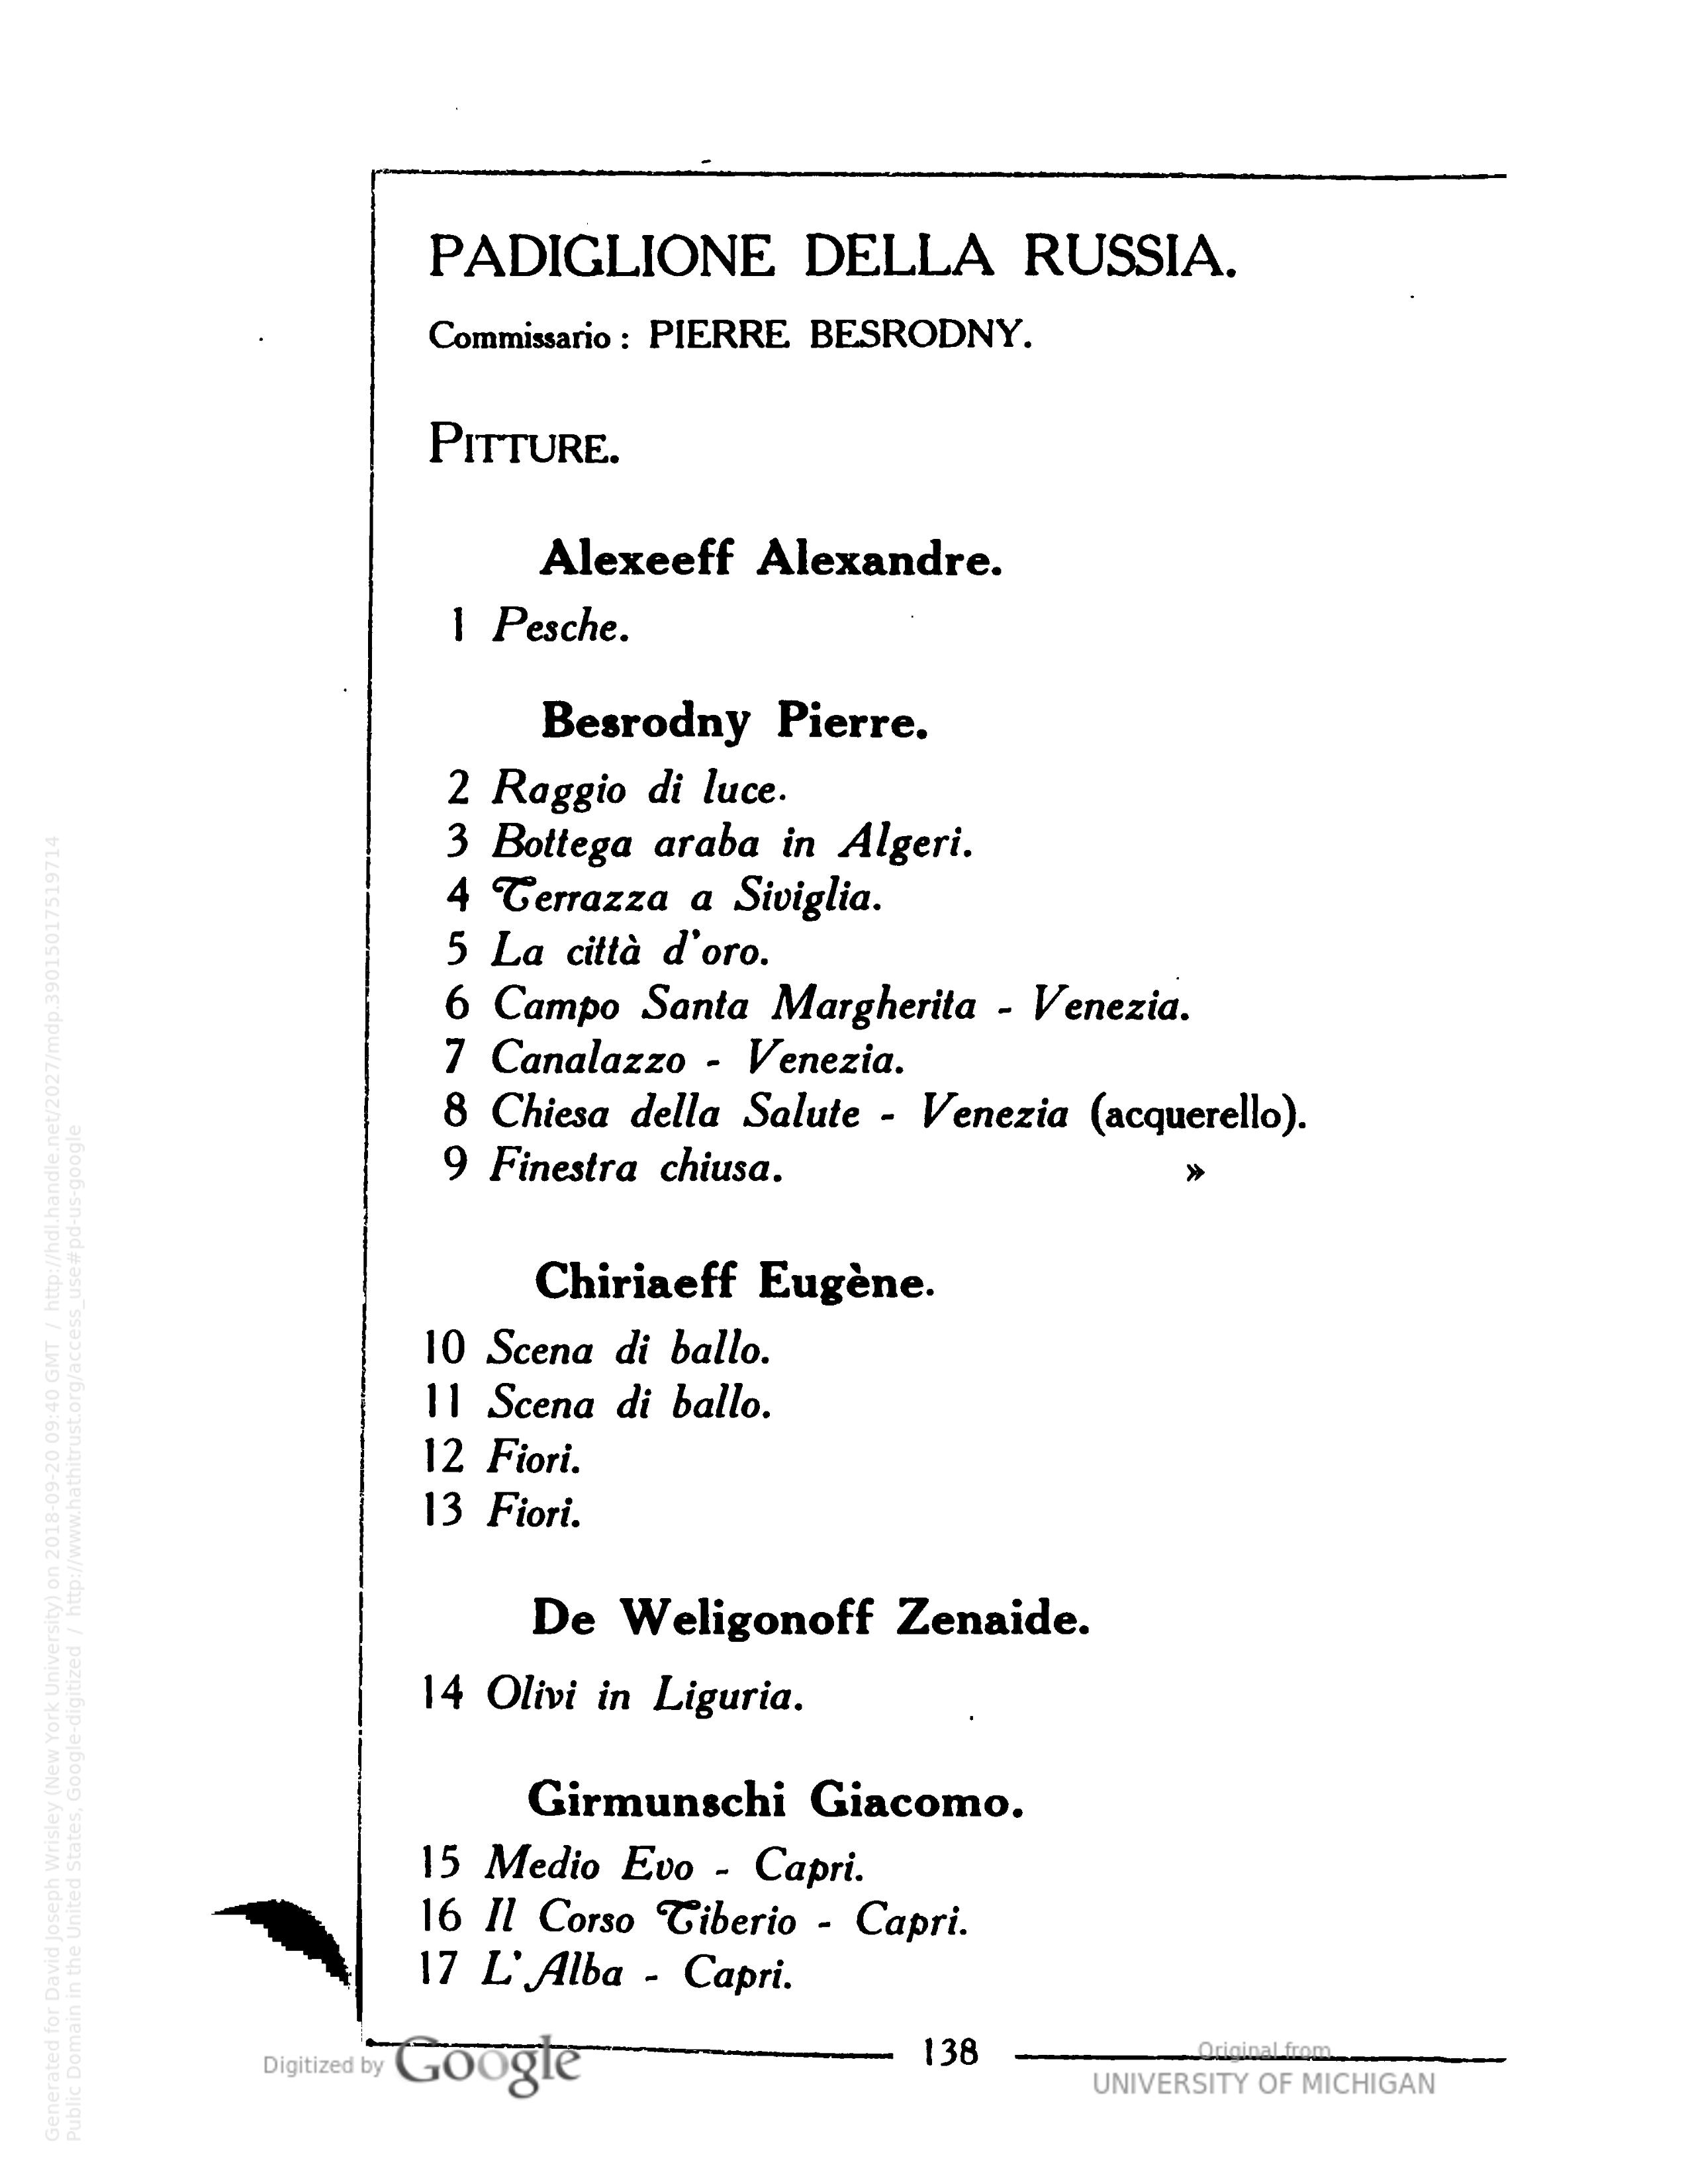 PADIGLIONE DELLA RUSSIA.
Commissario : PIERRE BESRODNY.
PITTURE.
Alexeeff Alexandre.
1 Pesche.
Besrodny Pierre.
2 Raggio di luce.
3 Bottega araba in Algeri.
4 Terrazza a Siviglia.
5 La città d'oro.
6 Campo Santa Margherita - Venezia.
7 Canalazzo - Venezia.
8 Chiesa della Salute - Venezia (acquerello).
9 Finestra chiusa. »
Chiriaeff Eugène.
10 Scena di ballo.
11 Scena di ballo.
12 Fiori.
13 Fiori.
De Weligonoff Zenaide.
14 Olivi in Liguria.
Girmunschi Giacomo.
15 Medio Evo - Capri.
16 Il Corso Tiberio - Capri.
17 L'Alba - Capri.
138
Digitized by Google
Original from
UNIVERSITY OF MICHIGAN
Generated for David Joseph Wrisley (New York University) on 2018-09-20 09:40 GMT / http://hdl.handle.net/2027/mdp.39015017519714
Public Domain in the United States, Google-digitized / http://www.hathitrust.org/access_use#pd-us-google